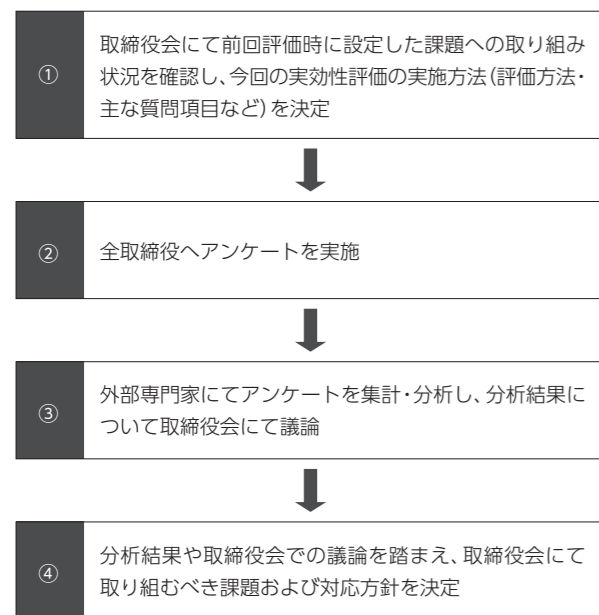 ①
取締役会にて前回評価時に設定した課題への取り組み
状況を確認し、今回の実効性評価の実施方法(評価方法・
主な質問項目など)を決定
②
全取締役へアンケートを実施
③
外部専門家にてアンケートを集計・分析し、分析結果に
ついて取締役会にて議論
④
分析結果や取締役会での議論を踏まえ、取締役会にて
取り組むべき課題および対応方針を決定